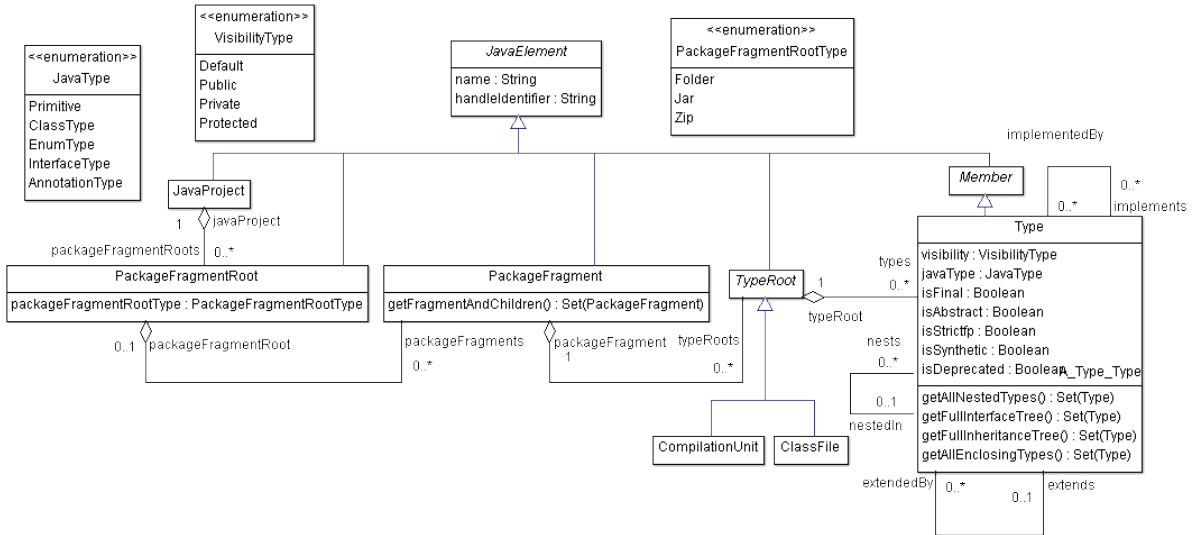 <<enumeration>>
JavaType
Primitive
ClassType
EnumType
InterfaceType
AnnotationType
<<enumeration>>
VisibilityType
Default
Public
Private
Protected
JavaElement
name : String
handleIdentifier : String
<<enumeration>>
PackageFragmentRootType
Folder
Jar
Zip
implementedBy
0..*
0..*
implements
JavaProject
1
javaProject
packageFragmentRoots
0..*
Member
PackageFragmentRoot
packageFragmentRootType : PackageFragmentRootType
0..1
packageFragmentRoot
PackageFragment
getFragmentAndChildren() : Set(PackageFragment)
packageFragments
0..*
packageFragment
1
typeRoots
0..*
TypeRoot
1
typeRoot
types
0..*
CompilationUnit
ClassFile
Type
visibility : VisibilityType
javaType : JavaType
isFinal : Boolean
isAbstract : Boolean
isStrictfp : Boolean
isSynthetic : Boolean
isDeprecated : Boolean
A_Type_Type
getAllNestedTypes() : Set(Type)
getFullInterfaceTree() : Set(Type)
getFullInheritanceTree() : Set(Type)
getAllEnclosingTypes() : Set(Type)
nests
0..*
0..1
nestedIn
extendedBy
0..*
0..1
extends